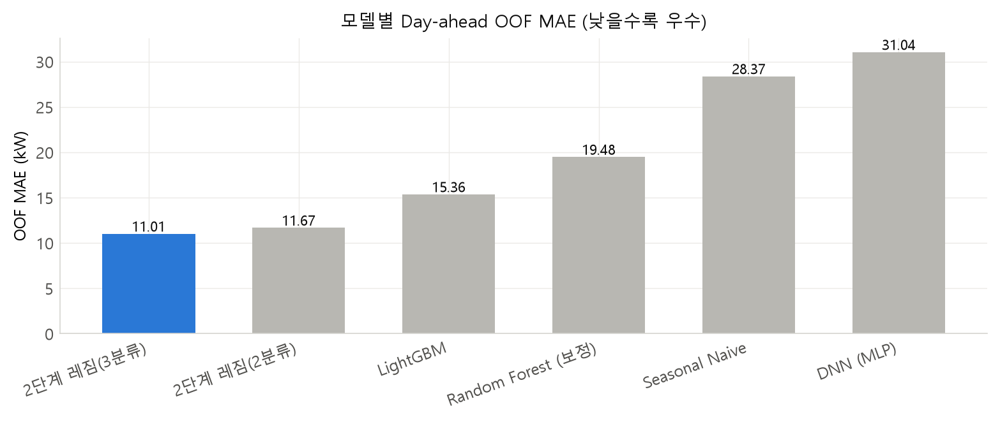 모델별 Day-ahead OOF MAE (낮을수록 우수)
OOF MAE (kW)
30
25
20
15
10
5
0
11.01
11.67
15.36
19.48
28.37
31.04
2단계 레짐(3분류)
2단계 레짐(2분류)
LightGBM
Random Forest (보정)
Seasonal Naive
DNN (MLP)